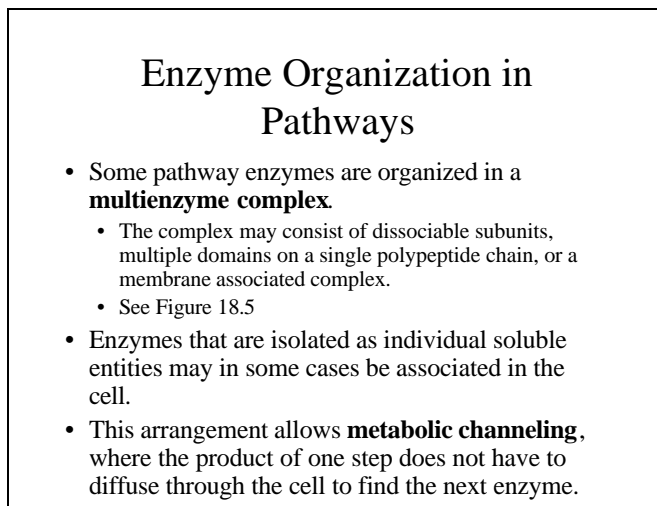 Enzyme Organization in
Pathways
• Some pathway enzymes are organized in a
multienzyme complex.
• The complex may consist of dissociable subunits,
multiple domains on a single polypeptide chain, or a
membrane associated complex.
• See Figure 18.5
• Enzymes that are isolated as individual soluble
entities may in some cases be associated in the
cell.
• This arrangement allows metabolic channeling,
where the product of one step does not have to
diffuse through the cell to find the next enzyme.